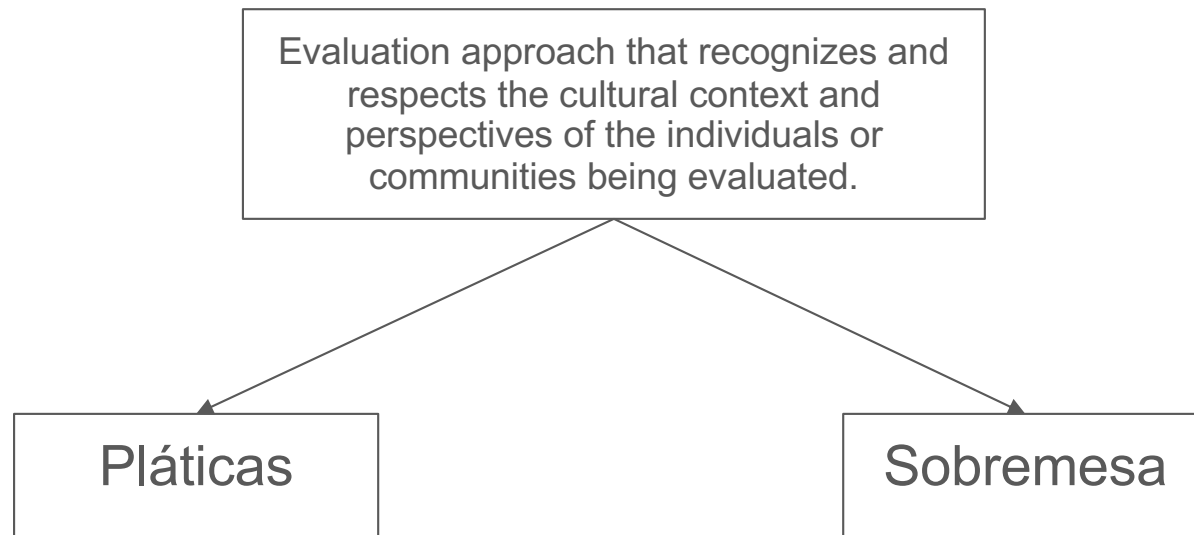 Evaluation approach that recognizes and
respects the cultural context and
perspectives of the individuals or
communities being evaluated.
Pláticas
Sobremesa